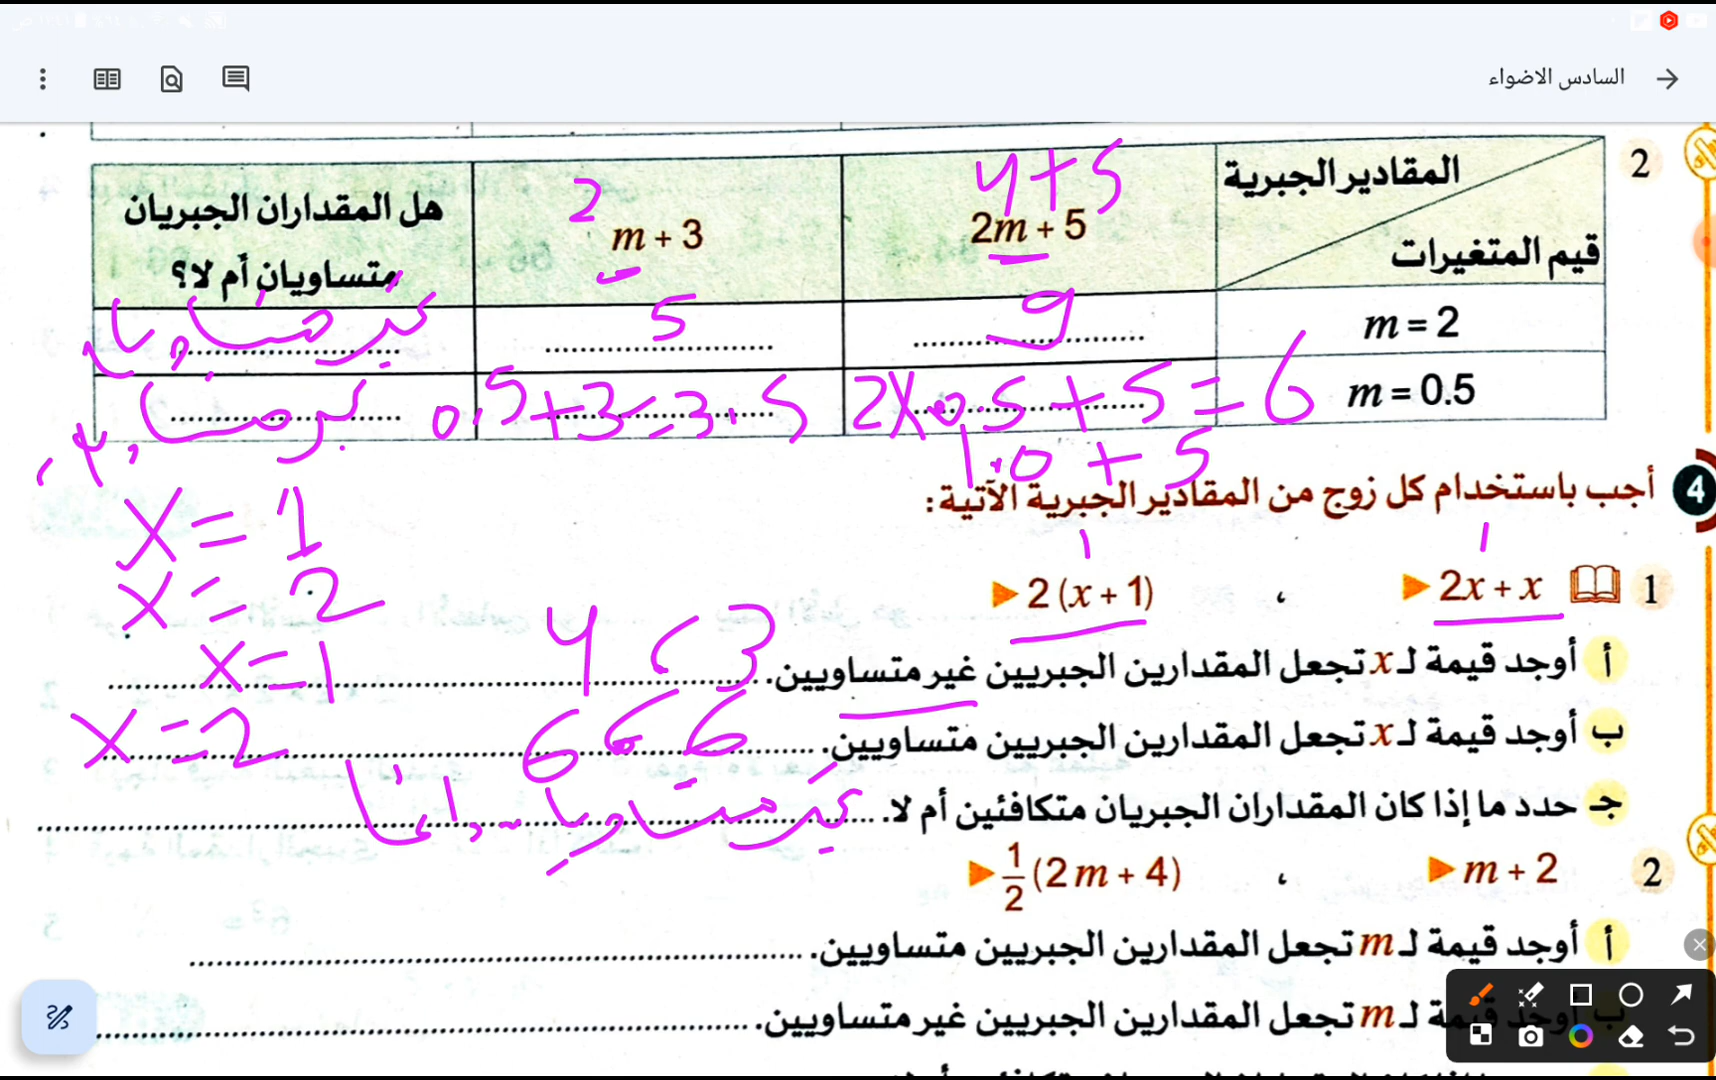 السادس الاضواء
2
المقادير الجبرية
قيم المتغيرات
4+5
2m + 5
2
m + 3
هل المقداران الجبريان
متساويان أم لا؟
m = 2
9
5
m = 0.5
2x0.5+5=6
1.0+5
0.5+3=3.5
4 أجب باستخدام كل زوج من المقادير الجبرية الآتية:
x=1
x=2
1
1
1 2x + x ، 2 (x + 1)
أ أوجد قيمة لـ x تجعل المقدارين الجبريين غير متساويين.
3 , 4
x=1
ب أوجد قيمة لـ x تجعل المقدارين الجبريين متساويين.
6 , 6
x=2
جـ حدد ما إذا كان المقداران الجبريان متكافئين أم لا.
2 m + 2 ، 1/2 (2 m + 4)
أ أوجد قيمة لـ m تجعل المقدارين الجبريين متساويين.
ب أوجد قيمة لـ m تجعل المقدارين الجبريين غير متساويين.